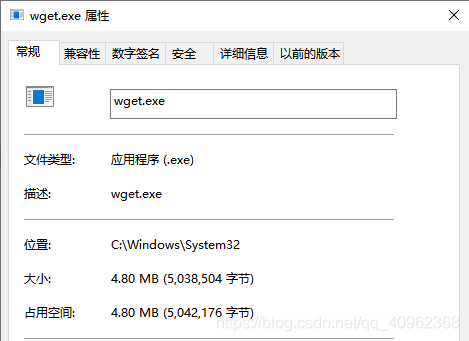 wget.exe 属性
常规 兼容性 数字签名 安全 详细信息 以前的版本
wget.exe
文件类型: 应用程序 (.exe)
描述: wget.exe
位置: C:\Windows\System32
大小: 4.80 MB (5,038,504 字节)
占用空间: 4.80 MB (5,042,176 字节)
https://blog.csdn.net/qq_40962368